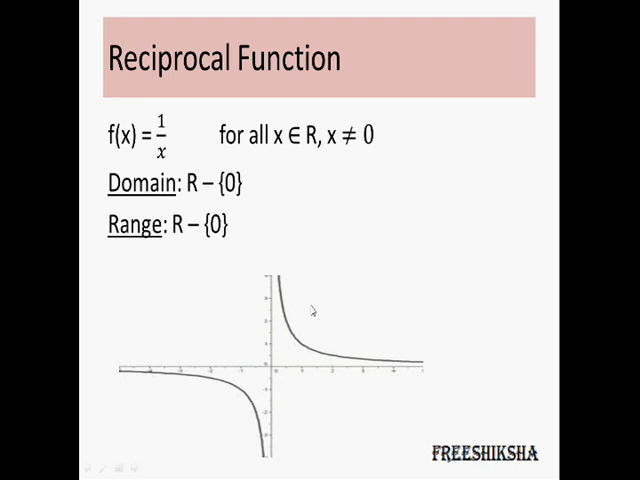 Reciprocal Function
f(x) = 1/x for all x ∈ R, x ≠ 0
Domain: R – {0}
Range: R – {0}
FREESHIKSHA